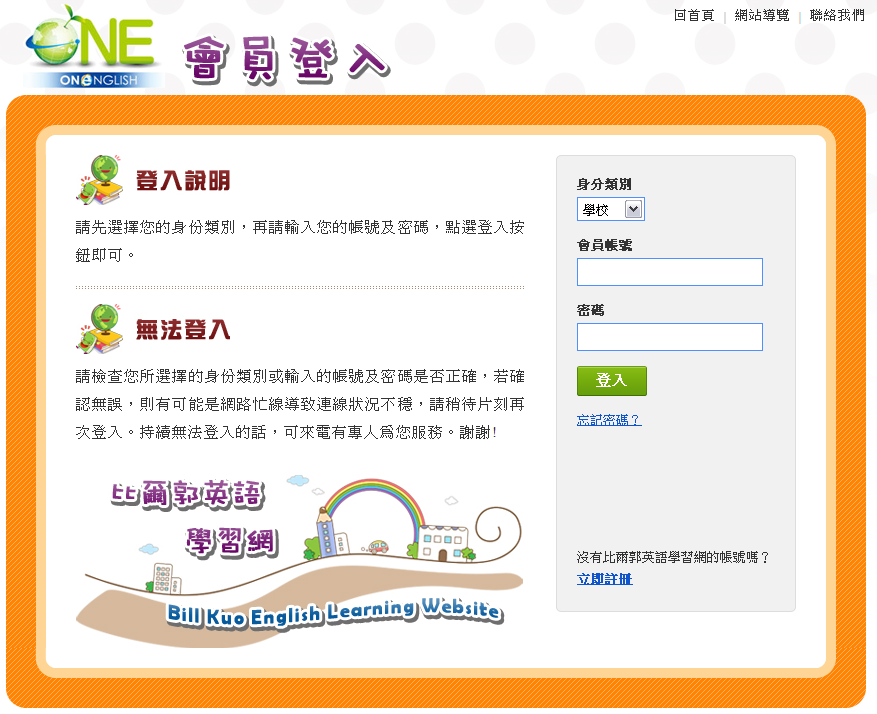 回首頁 | 網站導覽 | 聯絡我們
ONE
ONENGLISH
會員登入
登入說明
請先選擇您的身份類別，再請輸入您的帳號及密碼，點選登入按
鈕即可。
無法登入
請檢查您所選擇的身份類別或輸入的帳號及密碼是否正確，若確
認無誤，則有可能是網路忙線導致連線狀況不穩，請稍待片刻再
次登入。持續無法登入的話，可來電有專人為您服務。謝謝!
比爾郭英語
學習網
Bill Kuo English Learning Website
身分類別
學校
會員帳號
密碼
登入
忘記密碼？
沒有比爾郭英語學習網的帳號嗎？
立即註冊